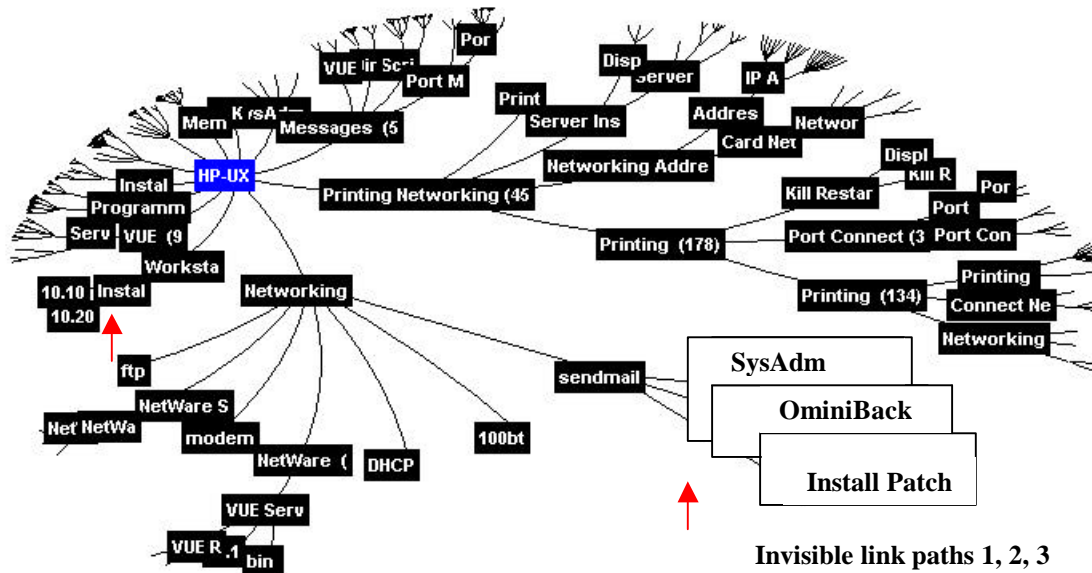 Por
VUE
Dir Scri
Port M
Disp
Server
IP A
Print
Mem
Messages (5
Server Ins
Addres
Networ
Card Net
HP-UX
Networking Addre
Displ
Kill R
Instal
Printing Networking (45
Kill Restar
Por
Programm
Port
Serv
VUE (9
Printing (178)
Port Connect (3
Port Con
Worksta
10.10
Instal
Networking
Printing
Printing (134)
Connect Ne
10.20
Networking
ftp
sendmail
SysAdm
NetWare S
OminiBack
NetWa
modem
100bt
NetWare (
DHCP
Install Patch
VUE Serv
VUE R
.1
bin
Invisible link paths 1, 2, 3